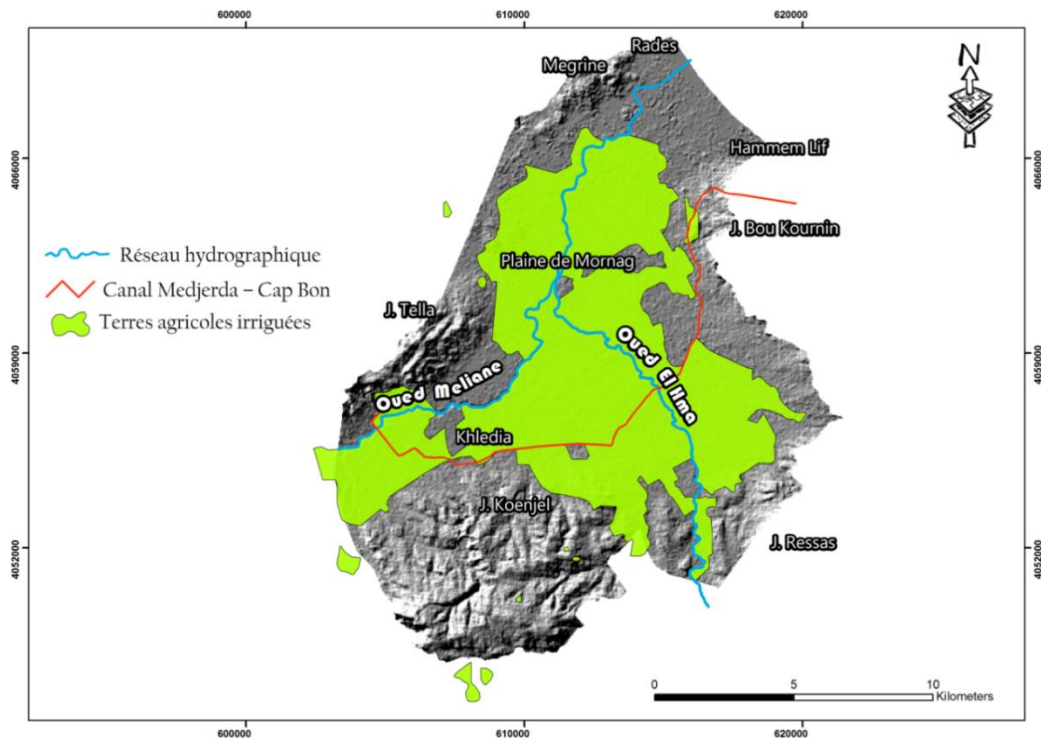 600000
610000
620000
N
Rades
Megrine
Hammem Lif
4066000
4066000
J. Bou Kournin
Réseau hydrographique
Plaine de Mornag
Canal Medjerda – Cap Bon
J. Tella
Terres agricoles irriguées
4059000
4059000
Oued El Hma
Oued Meliane
Khledia
J. Koenjel
J. Ressas
4052000
4052000
0
5
10
Kilometers
600000
610000
620000